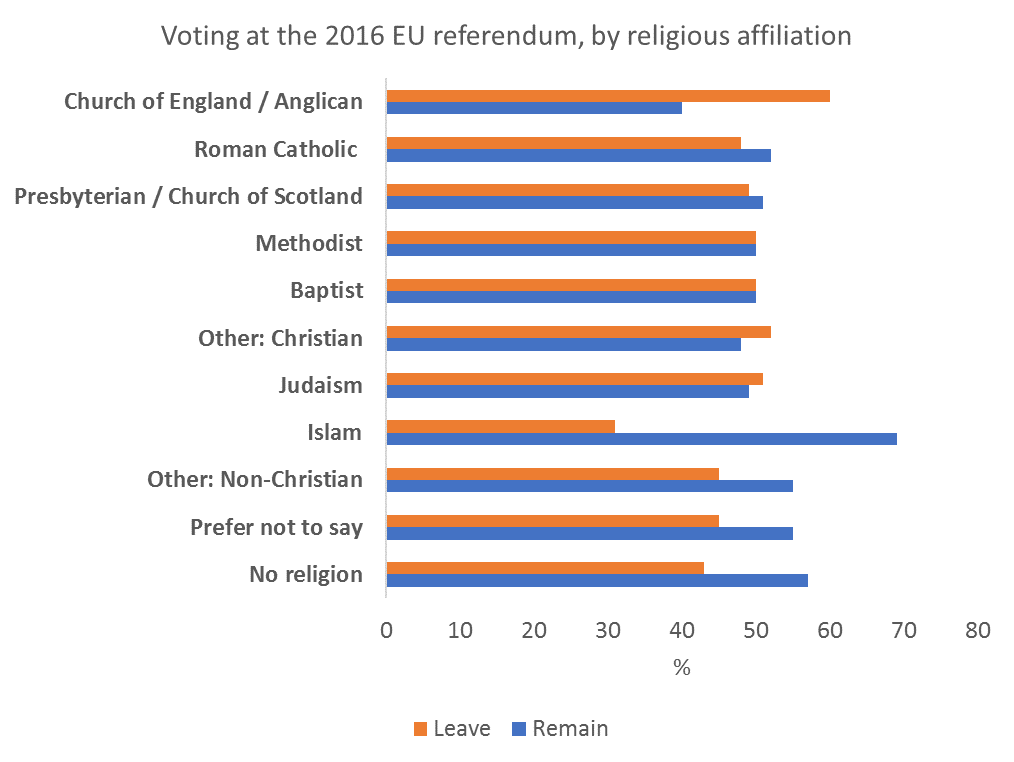 Voting at the 2016 EU referendum, by religious affiliation
Church of England / Anglican
Roman Catholic
Presbyterian / Church of Scotland
Methodist
Baptist
Other: Christian
Judaism
Islam
Other: Non-Christian
Prefer not to say
No religion
0 10 20 30 40 50 60 70 80
%
Leave Remain